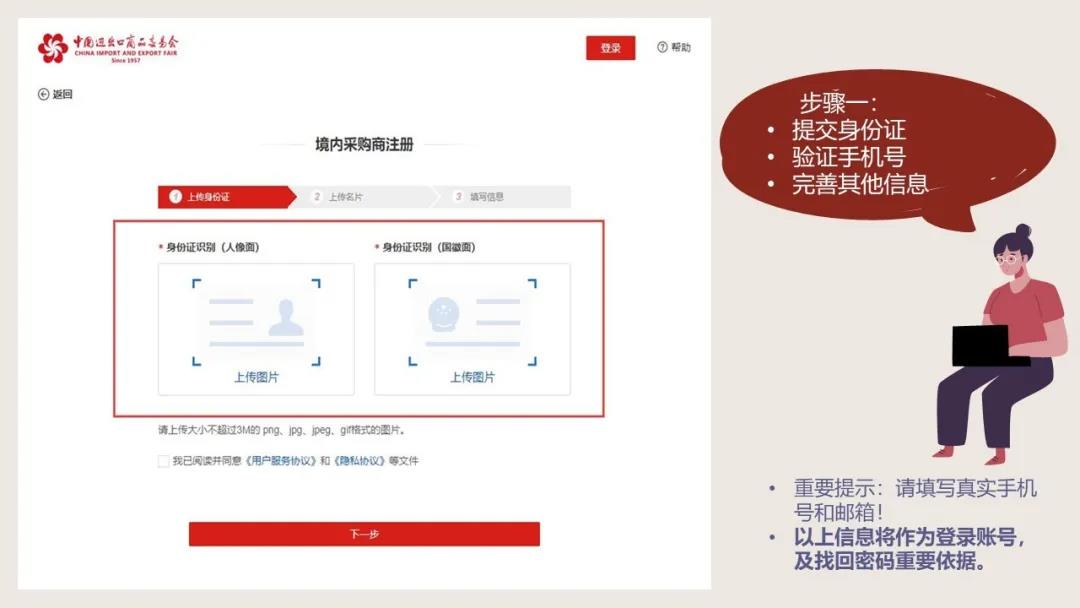 中国进出口商品交易会
CHINA IMPORT AND EXPORT FAIR
Since 1957
登录
帮助
返回
境内采购商注册
1 上传身份证
2 上传名片
3 填写信息
* 身份证识别（人像面）
* 身份证识别（国徽面）
上传图片
上传图片
请上传大小不超过3M的 png、jpg、jpeg、gif格式的图片。
我已阅读并同意《用户服务协议》和《隐私协议》等文件
下一步
步骤一：
• 提交身份证
• 验证手机号
• 完善其他信息
• 重要提示：请填写真实手机
号和邮箱！
• 以上信息将作为登录账号，
及找回密码重要依据。